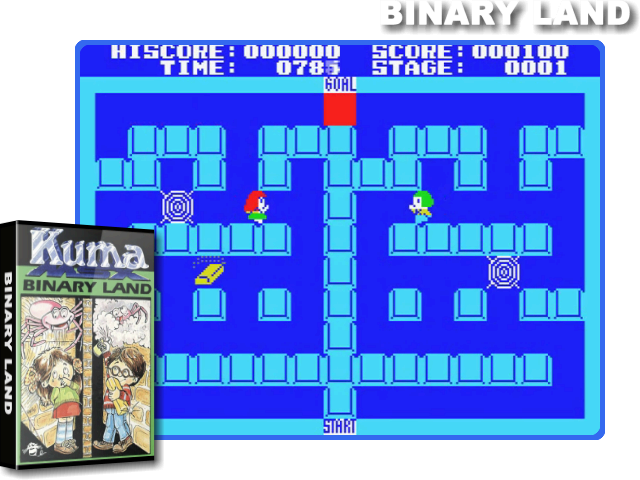 BINARY LAND
HISCORE:000000 SCORE:000100
TIME: 0785 STAGE: 0001
GOAL
START
Kuma
MSX
BINARY LAND
BINARY LAND